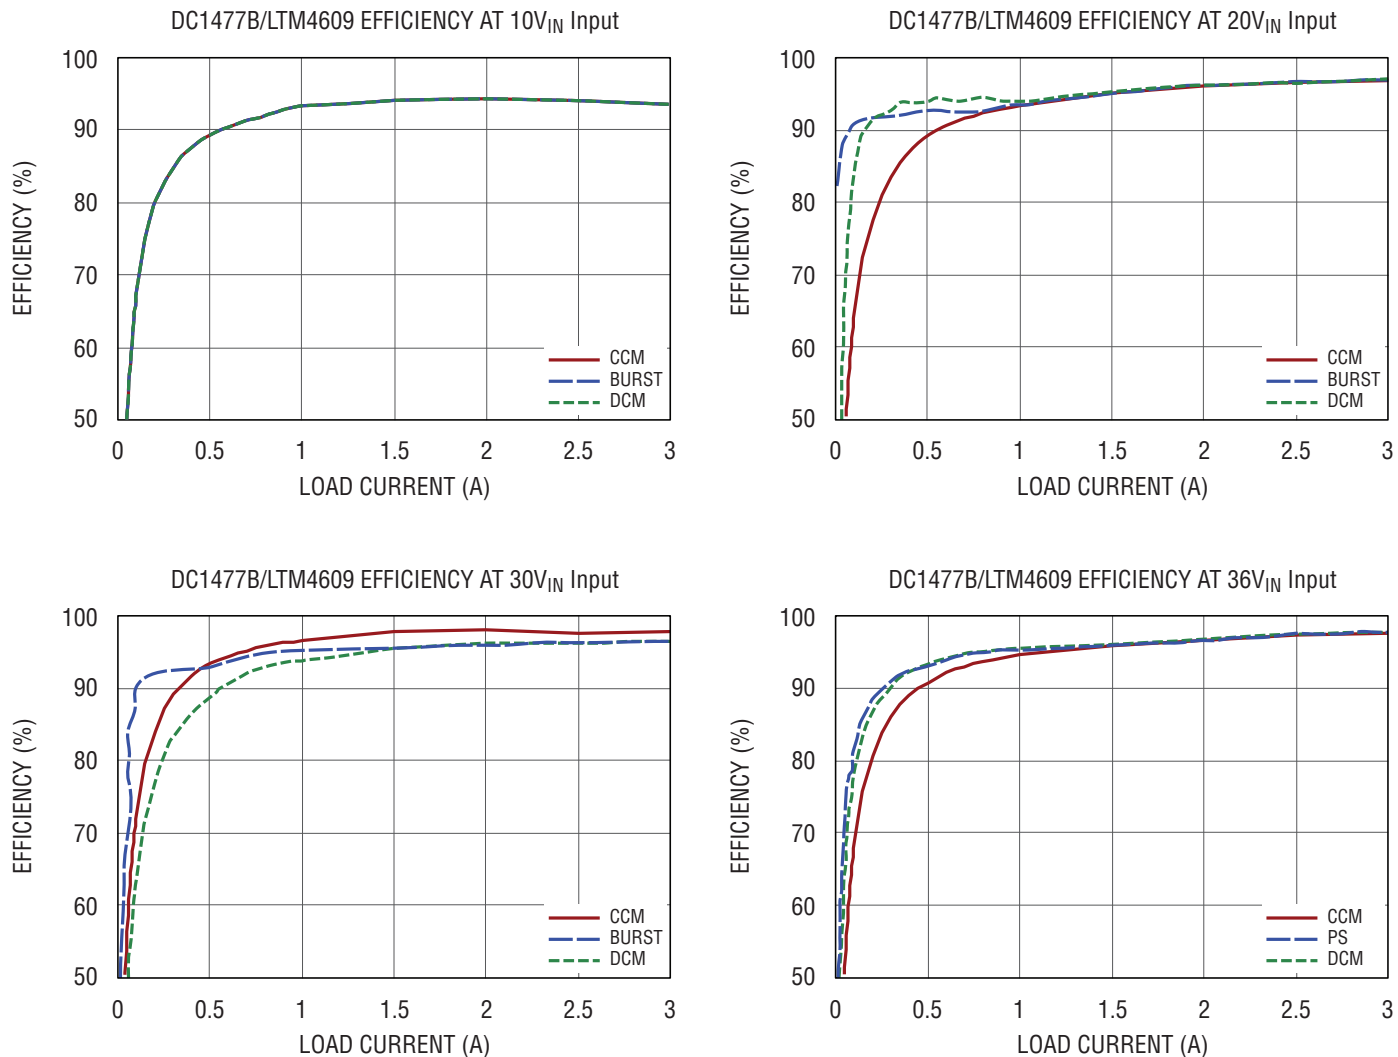 DC1477B/LTM4609 EFFICIENCY AT 10VIN Input
100
90
80
70
60
50
EFFICIENCY (%)
CCM
BURST
DCM
0 0.5 1 1.5 2 2.5 3
LOAD CURRENT (A)
DC1477B/LTM4609 EFFICIENCY AT 20VIN Input
100
90
80
70
60
50
EFFICIENCY (%)
CCM
BURST
DCM
0 0.5 1 1.5 2 2.5 3
LOAD CURRENT (A)
DC1477B/LTM4609 EFFICIENCY AT 30VIN Input
100
90
80
70
60
50
EFFICIENCY (%)
CCM
BURST
DCM
0 0.5 1 1.5 2 2.5 3
LOAD CURRENT (A)
DC1477B/LTM4609 EFFICIENCY AT 36VIN Input
100
90
80
70
60
50
EFFICIENCY (%)
CCM
PS
DCM
0 0.5 1 1.5 2 2.5 3
LOAD CURRENT (A)